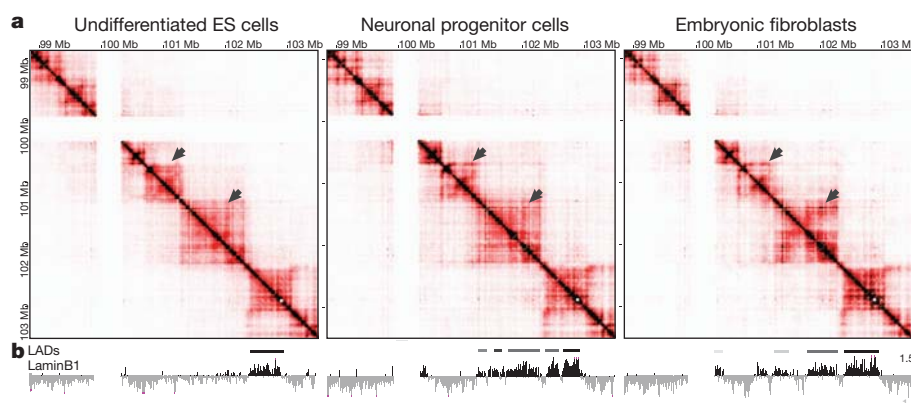 a
Undifferentiated ES cells
Neuronal progenitor cells
Embryonic fibroblasts
99 Mb 100 Mb 101 Mb 102 Mb 103 Mb
99 Mb 100 Mb 101 Mb 102 Mb 103 Mb
99 Mb 100 Mb 101 Mb 102 Mb 103 M
99 Mb
100 Mb
101 Mb
102 Mb
103 Mb
b
LADs
LaminB1
1.5